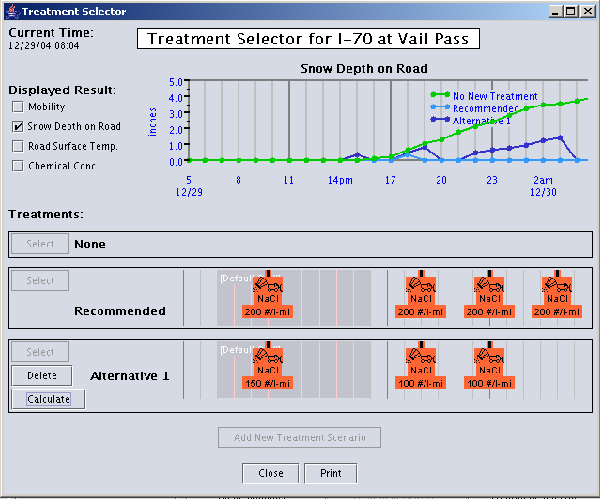 Treatment Selector
Current Time:
12/29/04 08:04
Treatment Selector for I-70 at Vail Pass
Displayed Result:
Mobility
Snow Depth on Road
Road Surface Temp.
Chemical Conc
Snow Depth on Road
inches
5.0
4.0
3.0
2.0
1.0
0.0
No New Treatment
Recommended
Alternative 1
5 8 11 14pm 17 20 23 2am
12/29 12/30
Treatments:
Select None
Select
Recommended
NaCl
200 #/l-mi
NaCl
200 #/l-mi
NaCl
200 #/l-mi
NaCl
200 #/l-mi
Select
Delete
Calculate
Alternative 1
NaCl
150 #/l-mi
NaCl
100 #/l-mi
NaCl
100 #/l-mi
Add New Treatment Scenario
Close Print